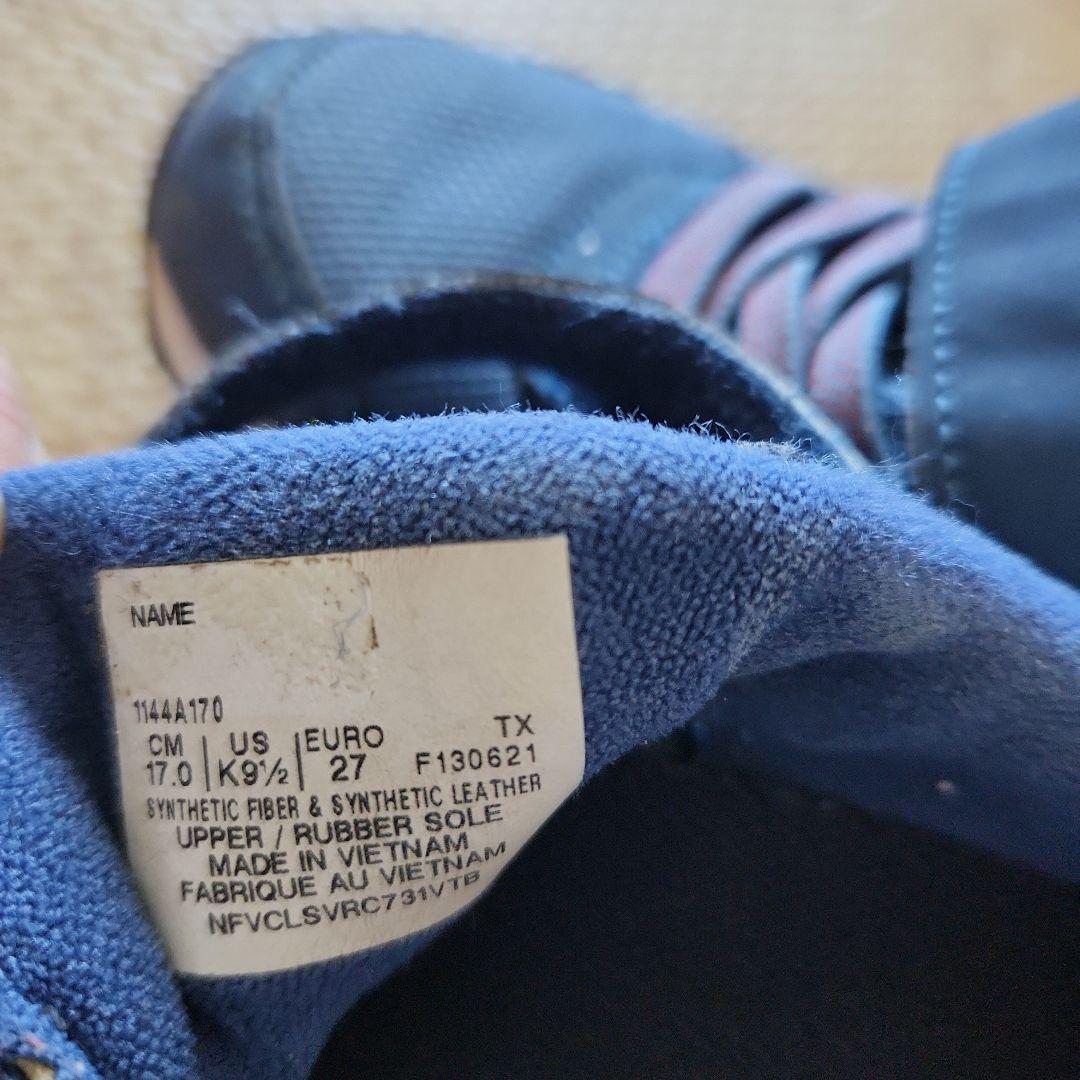 NAME
1144A170
CM US EURO TX
17.0 K9½ 27 F130621
SYNTHETIC FIBER & SYNTHETIC LEATHER
UPPER / RUBBER SOLE
MADE IN VIETNAM
FABRIQUE AU VIETNAM
NFVCLSVRC731VTB